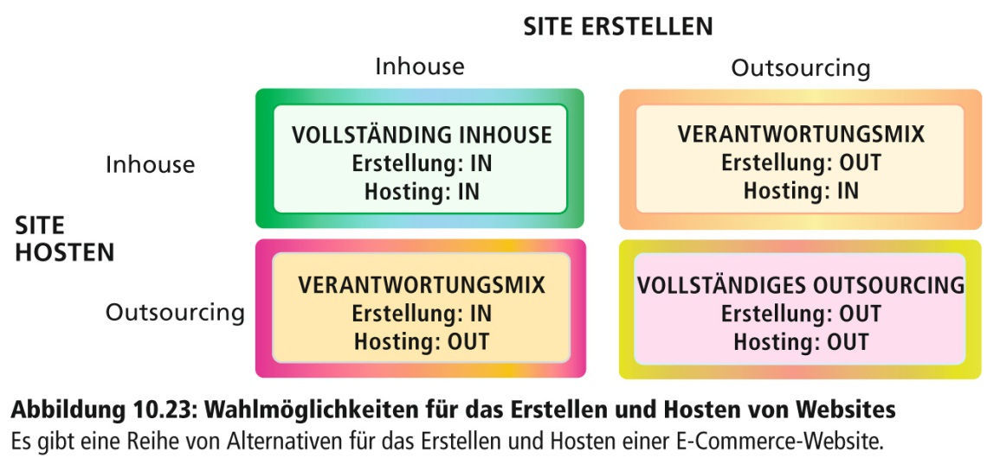 SITE ERSTELLEN
Inhouse
Outsourcing
Inhouse
VOLLSTÄNDING INHOUSE
Erstellung: IN
Hosting: IN
VERANTWORTUNGSMIX
Erstellung: OUT
Hosting: IN
SITE
HOSTEN
Outsourcing
VERANTWORTUNGSMIX
Erstellung: IN
Hosting: OUT
VOLLSTÄNDIGES OUTSOURCING
Erstellung: OUT
Hosting: OUT
Abbildung 10.23: Wahlmöglichkeiten für das Erstellen und Hosten von Websites
Es gibt eine Reihe von Alternativen für das Erstellen und Hosten einer E-Commerce-Website.